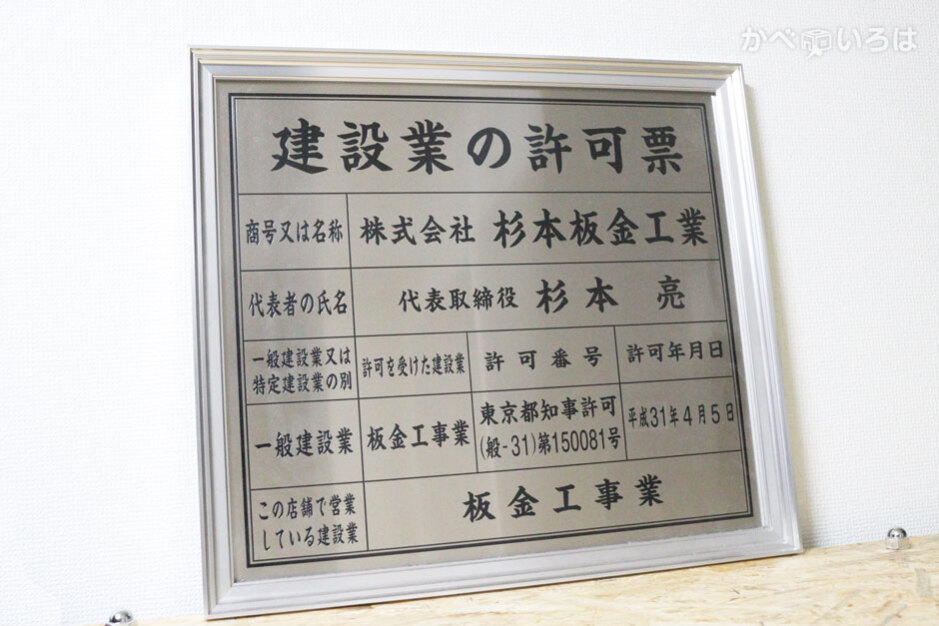 かべいろは
建設業の許可票
商号又は名称 株式会社 杉本板金工業
代表者の氏名 代表取締役 杉本 亮
一般建設業又は
特定建設業の別
許可を受けた建設業
許可番号
許可年月日
一般建設業
板金工事業
東京都知事許可
(般-31)第150081号
平成31年4月5日
この店舗で営業
している建設業
板金工事業